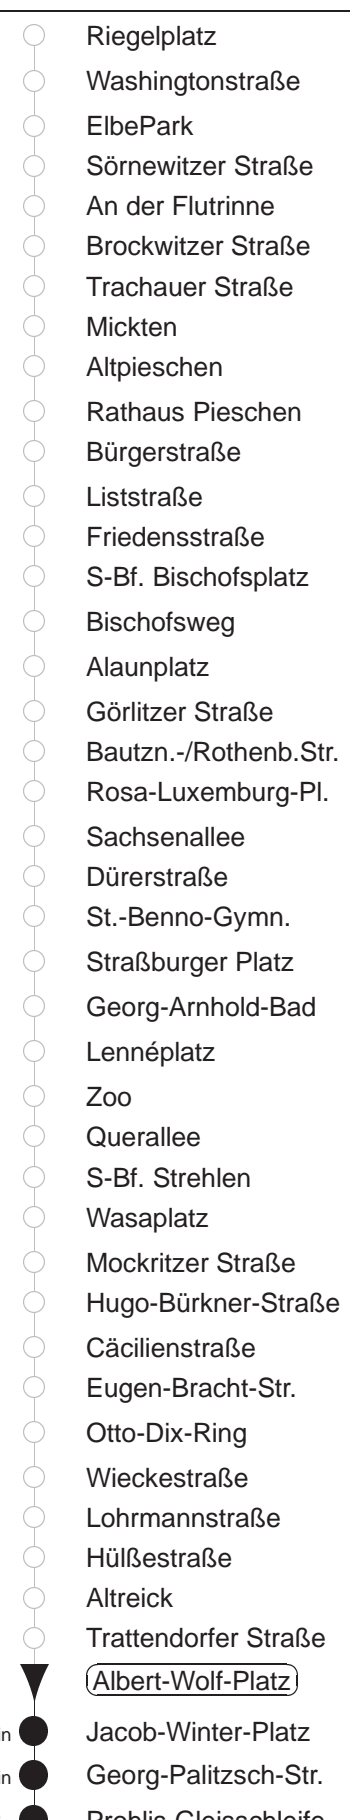 Riegelplatz
Washingtonstraße
ElbePark
Sörnewitzer Straße
An der Flutrinne
Brockwitzer Straße
Trachauer Straße
Mickten
Altpieschen
Rathaus Pieschen
Bürgerstraße
Liststraße
Friedensstraße
S-Bf. Bischofsplatz
Bischofsweg
Alaunplatz
Görlitzer Straße
Bautzn.-/Rothenb.Str.
Rosa-Luxemburg-Pl.
Sachsenallee
Dürerstraße
St.-Benno-Gymn.
Straßburger Platz
Georg-Arnhold-Bad
Lennéplatz
Zoo
Querallee
S-Bf. Strehlen
Wasaplatz
Mockritzer Straße
Hugo-Bürkner-Straße
Cäcilienstraße
Eugen-Bracht-Str.
Otto-Dix-Ring
Wieckestraße
Lohrmannstraße
Hülßestraße
Altreick
Trattendorfer Straße
Albert-Wolf-Platz
Jacob-Winter-Platz
Georg-Palitzsch-Str.
Prohlis Gleisschleife